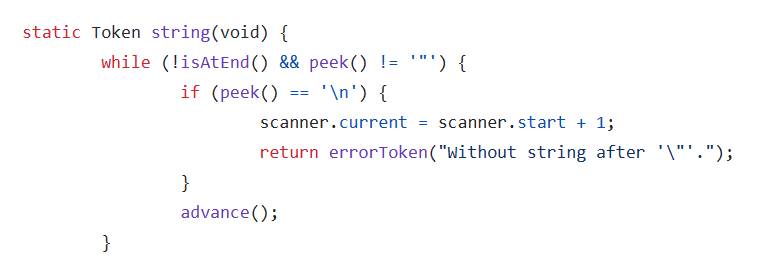 static Token string(void) {
        while (!isAtEnd() && peek() != '"') {
                if (peek() == '\n') {
                        scanner.current = scanner.start + 1;
                        return errorToken("Without string after '\"'.");
                }
                advance();
        }